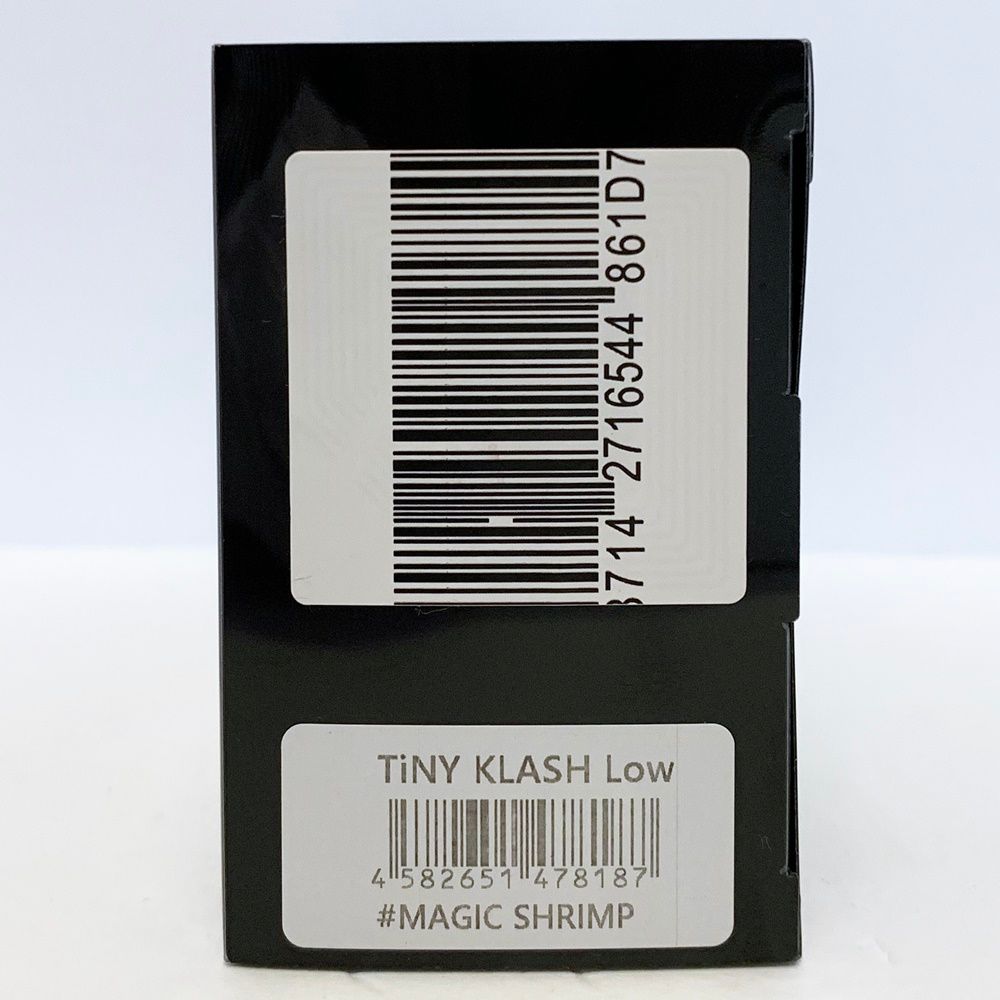 3714 2716544 861D7
TiNY KLASH Low
4 582651 478187
#MAGIC SHRIMP